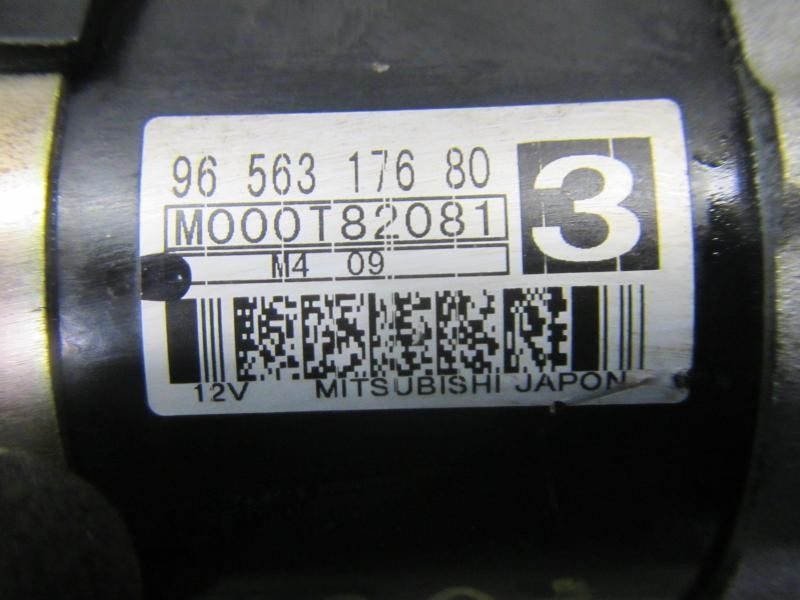 96 563 176 80
3
M000T82081
M4 09
12V MITSUBISHI JAPON